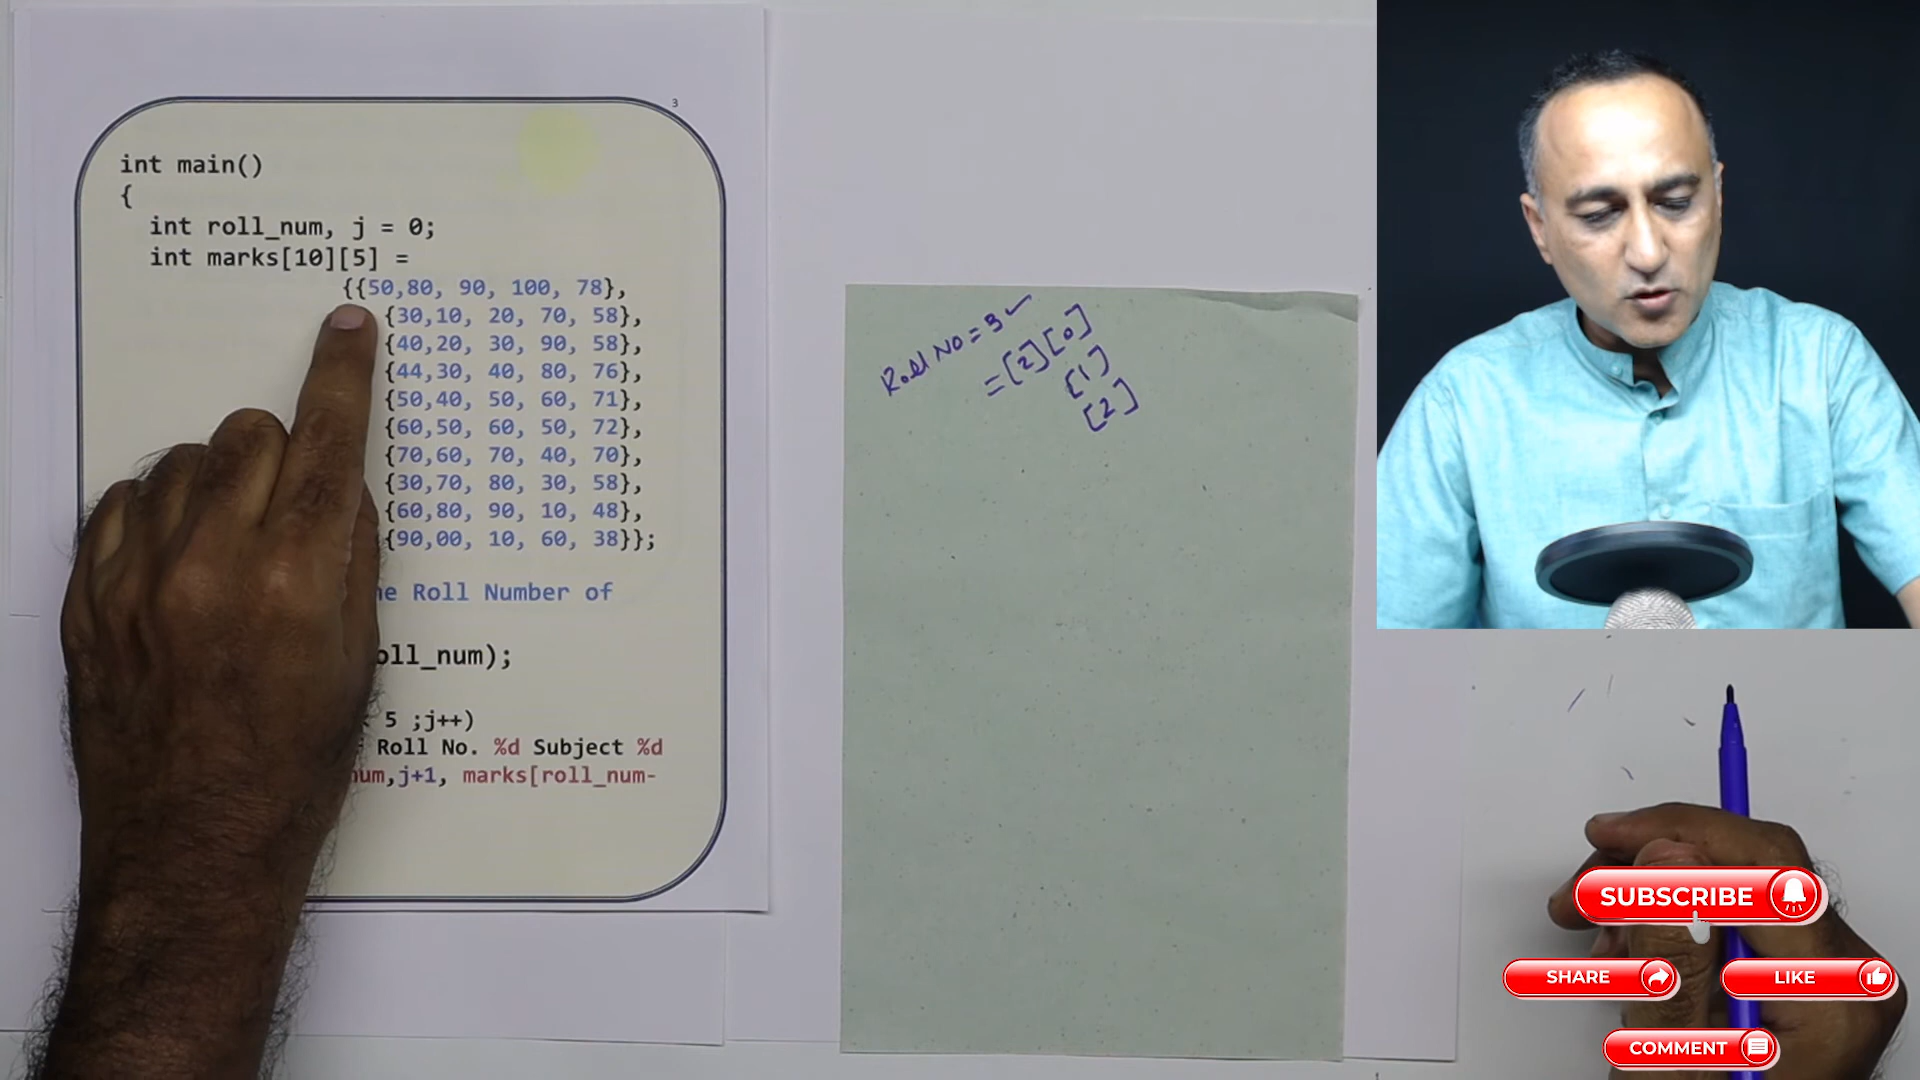 3
int main()
{
int roll_num, j = 0;
int marks[10][5] =
{{50,80, 90, 100, 78},
{30,10, 20, 70, 58},
{40,20, 30, 90, 58},
{44,30, 40, 80, 76},
{50,40, 50, 60, 71},
{60,50, 60, 50, 72},
{70,60, 70, 40, 70},
{30,70, 80, 30, 58},
{60,80, 90, 10, 48},
{90,00, 10, 60, 38}};
Roll Number of
oll_num);
5 ;j++)
Roll No. %d Subject %d
num,j+1, marks[roll_num-
Roll No = 3 ✓
= [2][0]
[1]
[2]
SUBSCRIBE
SHARE
LIKE
COMMENT